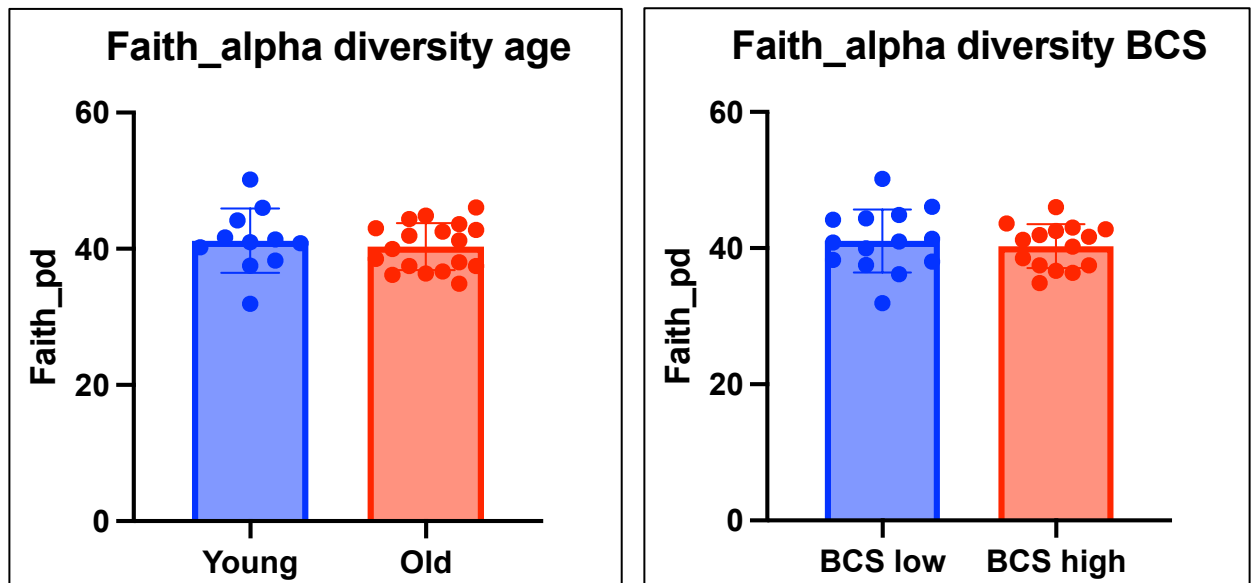 Faith_alpha diversity age
60
40
20
0
Faith_pd
Young
Old
Faith_alpha diversity BCS
60
40
20
0
Faith_pd
BCS low
BCS high